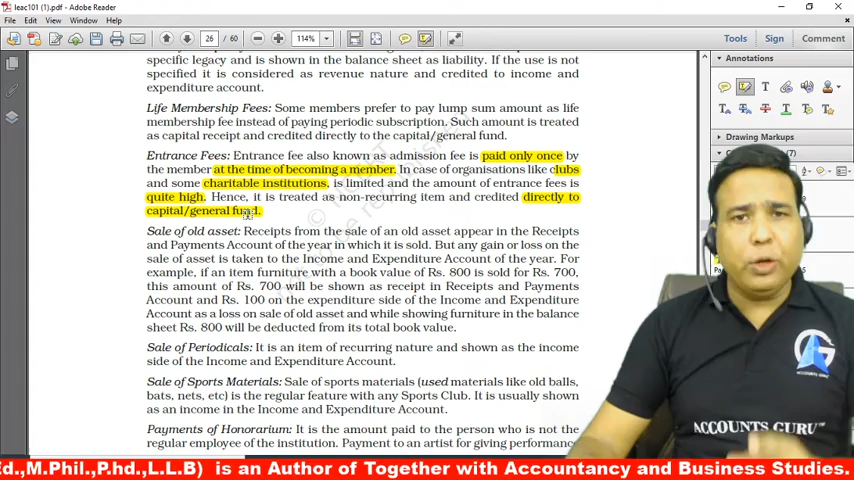 leac101 (1).pdf - Adobe Reader
File Edit View Window Help
26 / 60 114% Tools Sign Comment
specific legacy and is shown in the balance sheet as liability. If the use is not
specified it is considered as revenue nature and credited to income and
expenditure account.
Life Membership Fees: Some members prefer to pay lump sum amount as life
membership fee instead of paying periodic subscription. Such amount is treated
as capital receipt and credited directly to the capital/general fund.
Entrance Fees: Entrance fee also known as admission fee is paid only once by
the member at the time of becoming a member. In case of organisations like clubs
and some charitable institutions, is limited and the amount of entrance fees is
quite high. Hence, it is treated as non-recurring item and credited directly to
capital/general fund.
Sale of old asset: Receipts from the sale of an old asset appear in the Receipts
and Payments Account of the year in which it is sold. But any gain or loss on the
sale of asset is taken to the Income and Expenditure Account of the year. For
example, if an item furniture with a book value of Rs. 800 is sold for Rs. 700,
this amount of Rs. 700 will be shown as receipt in Receipts and Payments
Account and Rs. 100 on the expenditure side of the Income and Expenditure
Account as a loss on sale of old asset and while showing furniture in the balance
sheet Rs. 800 will be deducted from its total book value.
Sale of Periodicals: It is an item of recurring nature and shown as the income
side of the Income and Expenditure Account.
Sale of Sports Materials: Sale of sports materials (used materials like old balls,
bats, nets, etc) is the regular feature with any Sports Club. It is usually shown
as an income in the Income and Expenditure Account.
Payments of Honorarium: It is the amount paid to the person who is not the
regular employee of the institution. Payment to an artist for giving performance
Annotations
Drawing Markups
(7)
ACCOUNTS GURU
ACCOUNTS GURU
Ed.,M.Phil.,P.hd.,L.L.B) is an Author of Together with Accountancy and Business Studies.